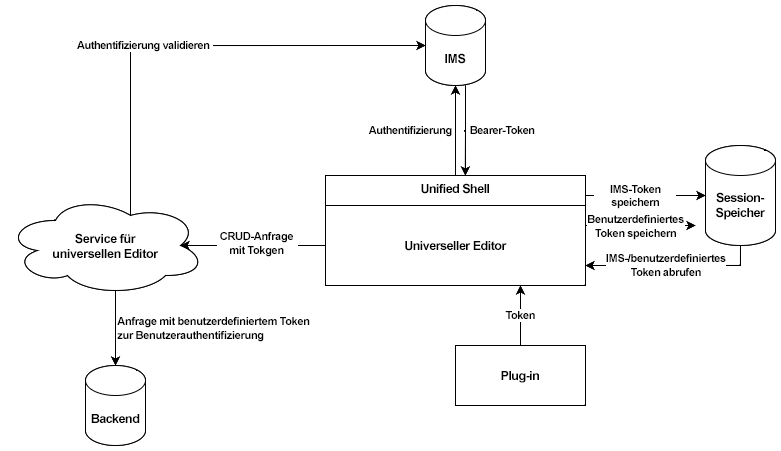 Authentifizierung validieren
IMS
Authentifizierung
Bearer-Token
Unified Shell
IMS-Token
speichern
Session-
Speicher
Benutzerdefiniertes
Token speichern
Service für
universellen Editor
CRUD-Anfrage
mit Tokgen
Universeller Editor
IMS-/benutzerdefiniertes
Token abrufen
Anfrage mit benutzerdefiniertem Token
zur Benutzerauthentifizierung
Token
Plug-in
Backend